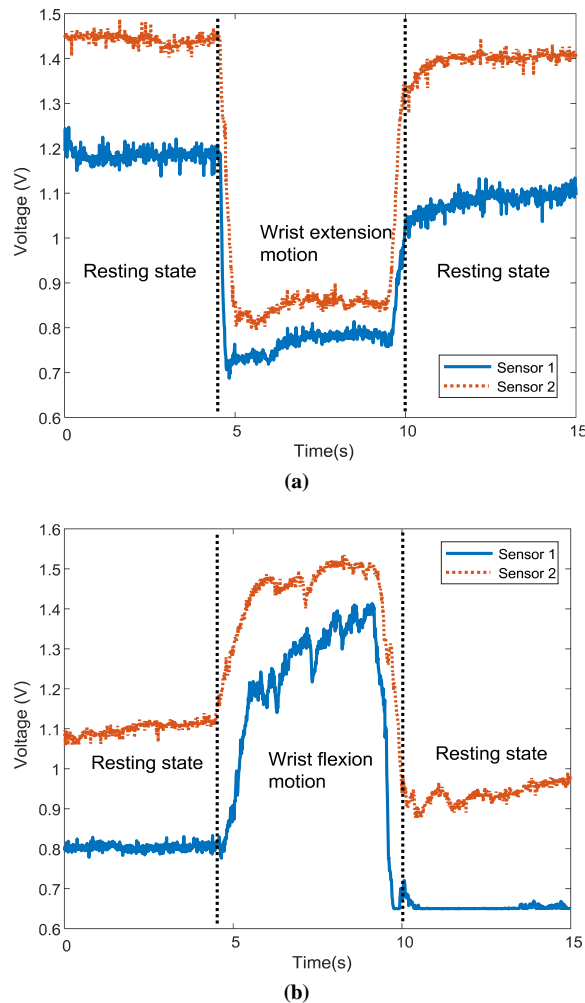 1.5
1.4
1.3
1.2
1.1
1
0.9
0.8
0.7
0.6
Voltage (V)
Resting state
Wrist extension
motion
Resting state
Sensor 1
Sensor 2
0 5 10 15
Time(s)
(a)
1.6
1.5
1.4
1.3
1.2
1.1
1
0.9
0.8
0.7
0.6
Voltage (V)
Sensor 1
Sensor 2
Resting state
Wrist flexion
motion
Resting state
0 5 10 15
Time(s)
(b)